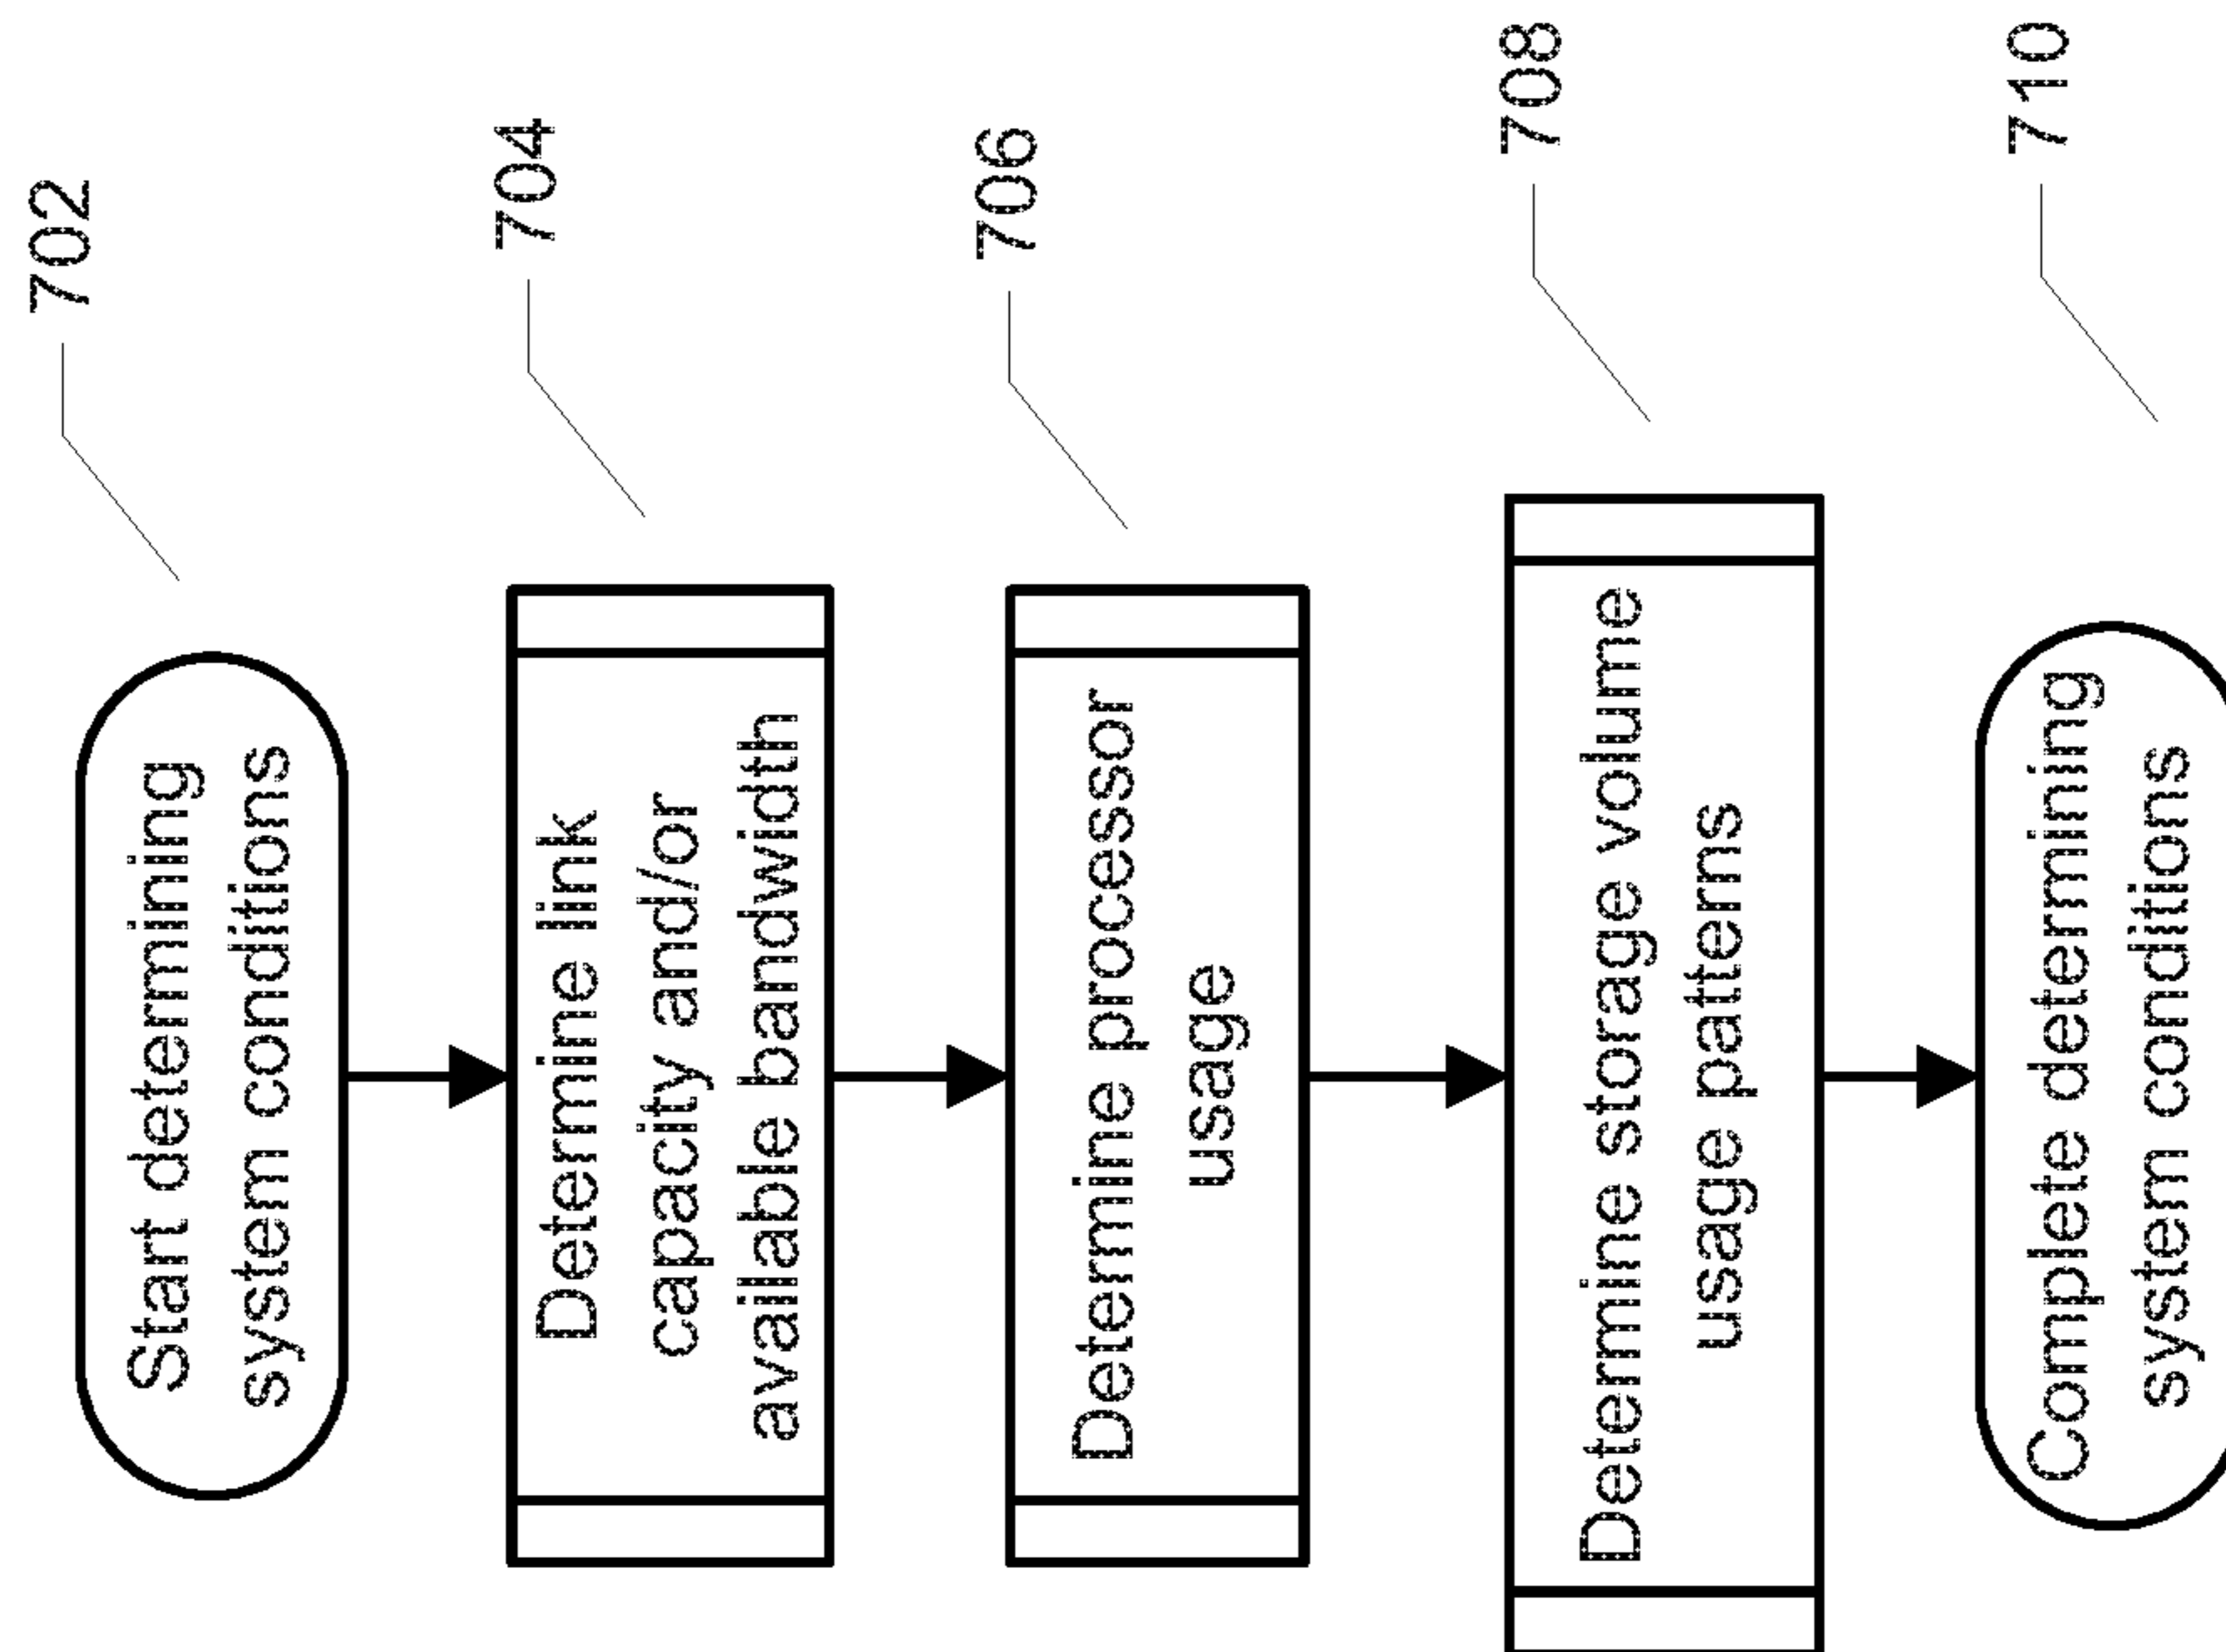 702
Start determining
system conditions
704
Determine link
capacity and/or
available bandwidth
706
Determine processor
usage
708
Determine storage volume
usage patterns
710
Complete determining
system conditions